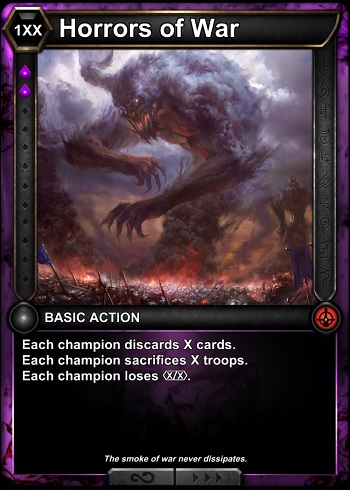 1XX Horrors of War
BASIC ACTION
Each champion discards X cards.
Each champion sacrifices X troops.
Each champion loses ⟨X/X⟩.
The smoke of war never dissipates.